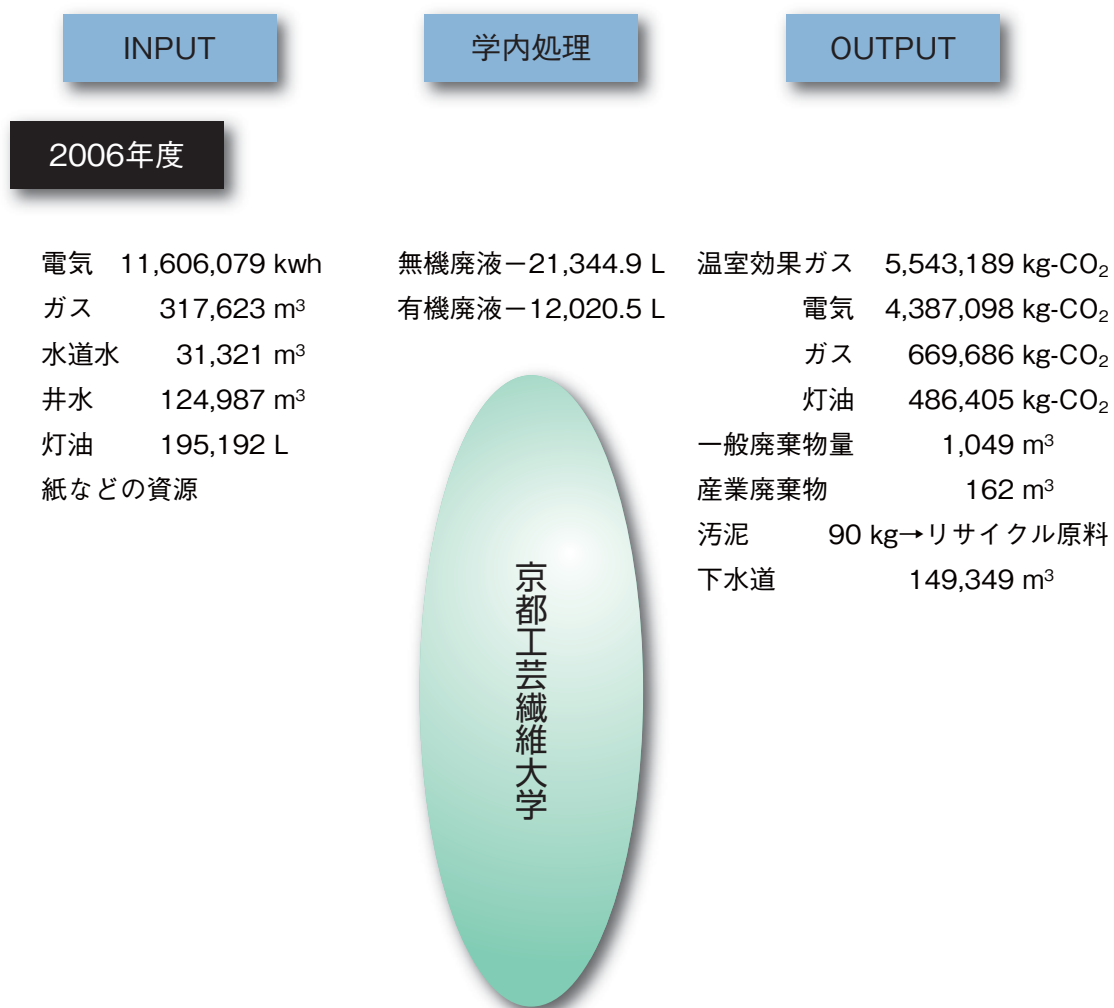 INPUT
学内処理
OUTPUT
2006年度
電気 11,606,079 kwh
ガス 317,623 m³
水道水 31,321 m³
井水 124,987 m³
灯油 195,192 L
紙などの資源
無機廃液−21,344.9 L
有機廃液−12,020.5 L
京都工芸繊維大学
温室効果ガス 5,543,189 kg-CO₂
電気 4,387,098 kg-CO₂
ガス 669,686 kg-CO₂
灯油 486,405 kg-CO₂
一般廃棄物量 1,049 m³
産業廃棄物 162 m³
汚泥 90 kg→リサイクル原料
下水道 149,349 m³